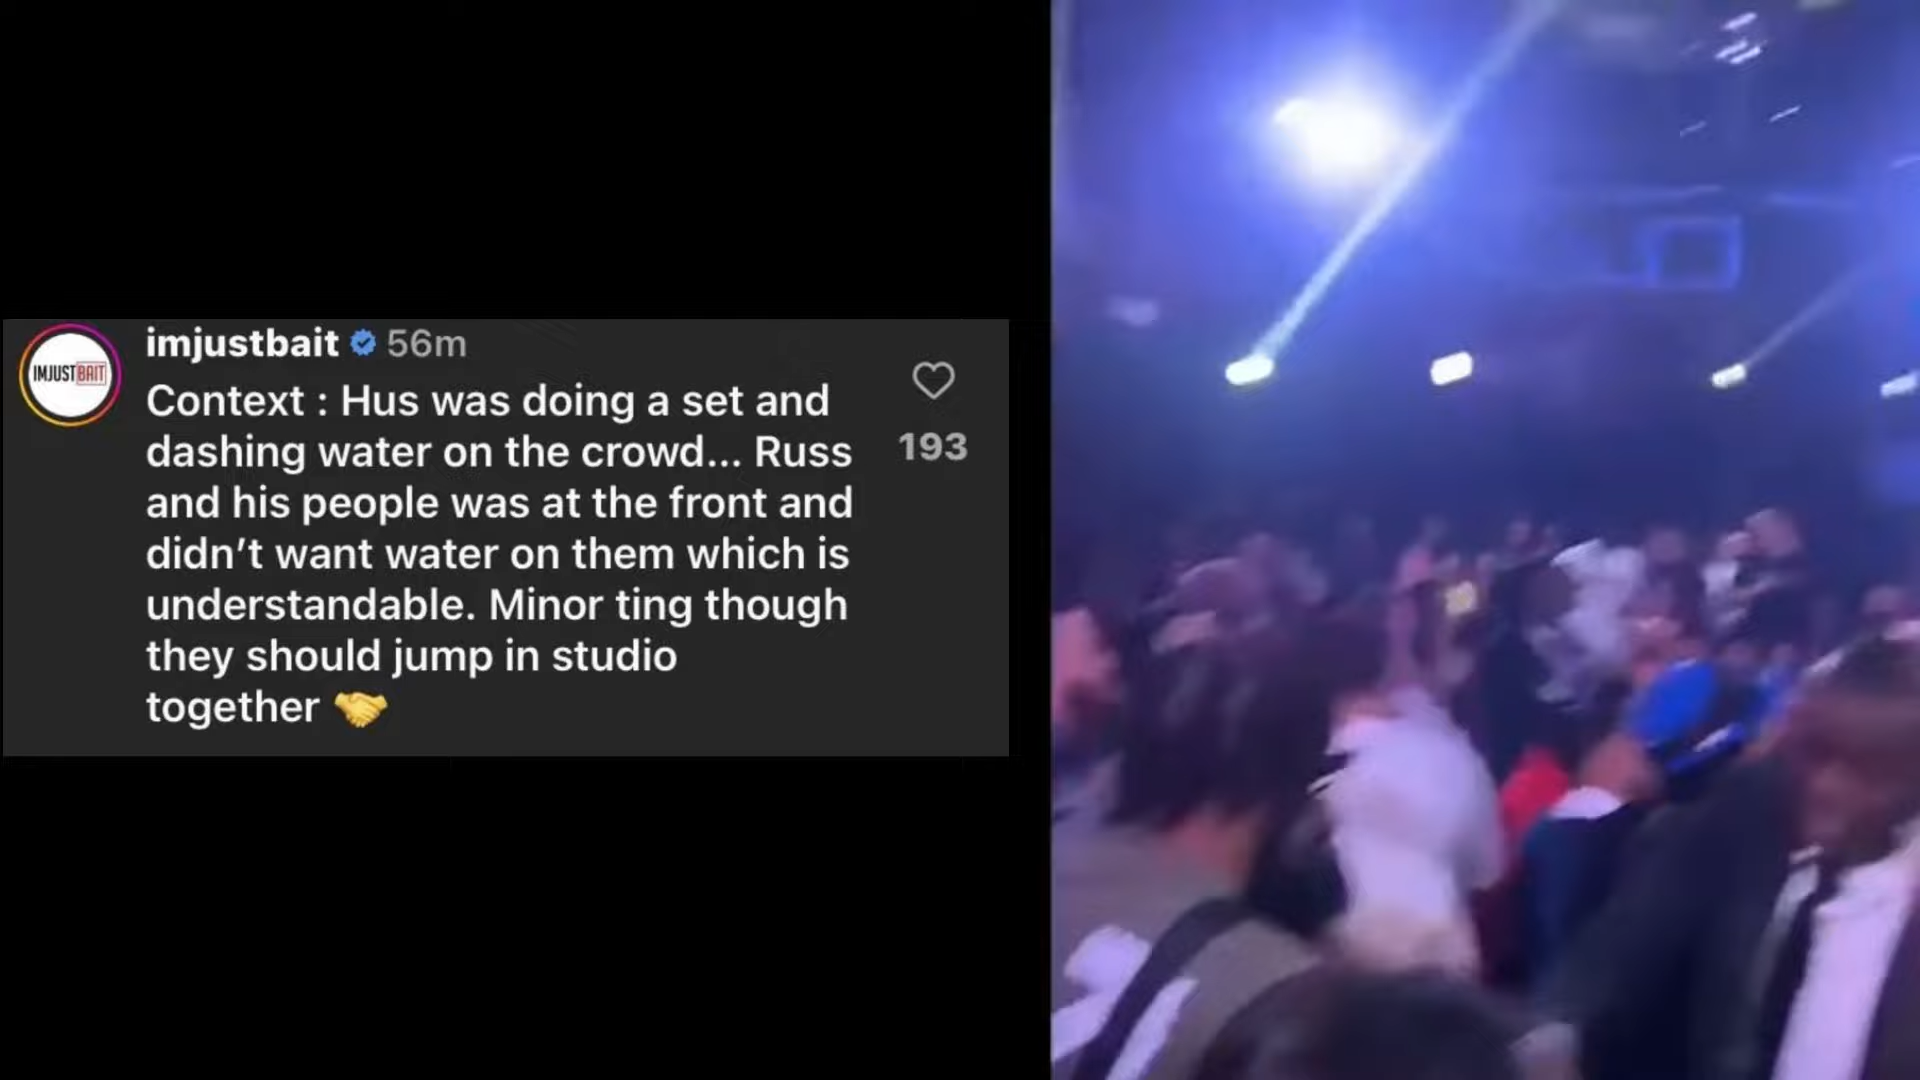 IMJUSTBAIT
imjustbait 56m
Context : Hus was doing a set and
dashing water on the crowd... Russ
and his people was at the front and
didn’t want water on them which is
understandable. Minor ting though
they should jump in studio
together 🤝
193